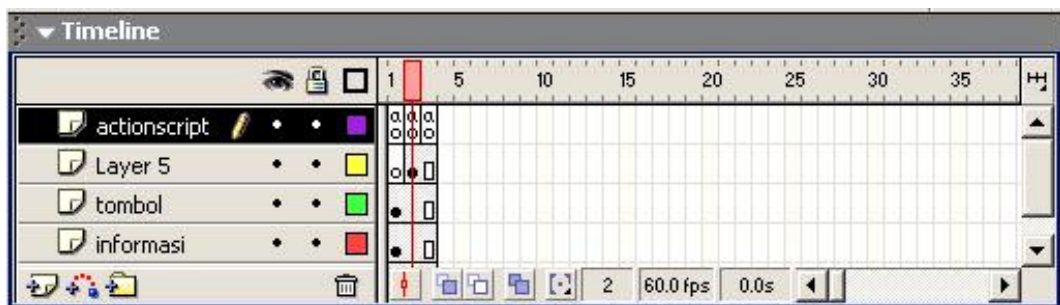 Timeline
1 5 10 15 20 25 30 35
actionscript a a a
Layer 5
tombol
informasi
2 60.0 fps 0.0s